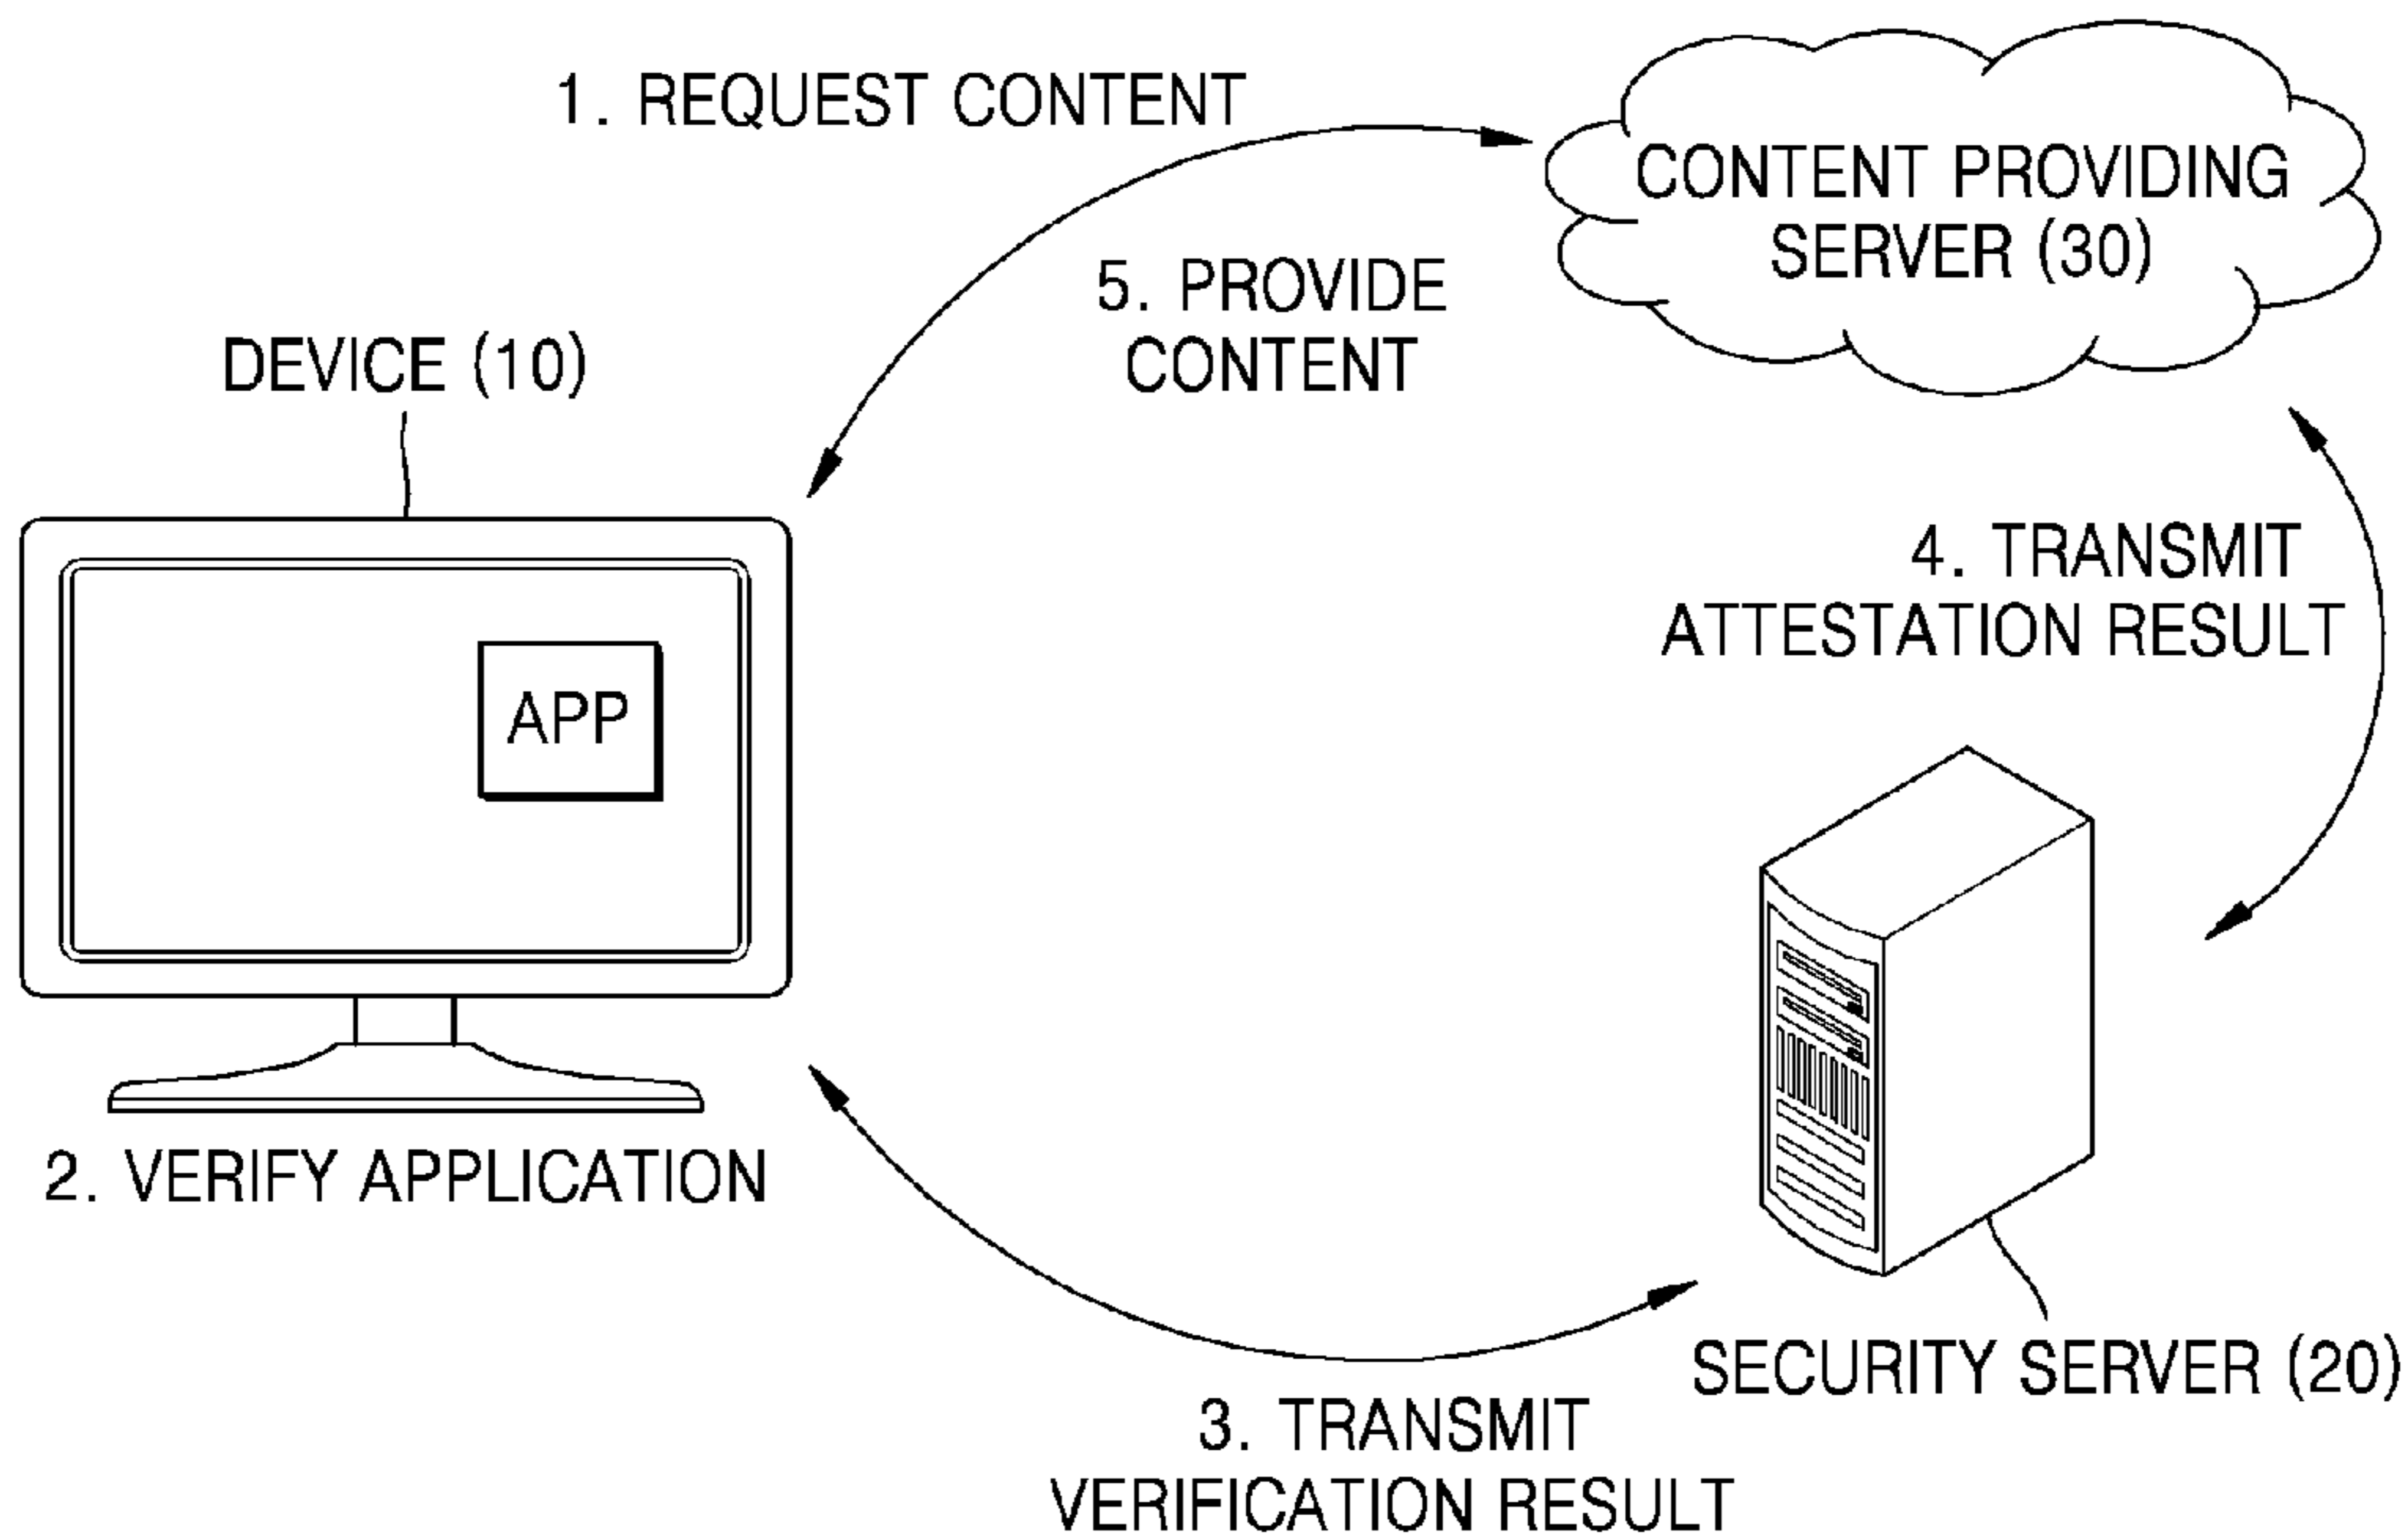 1. REQUEST CONTENT
CONTENT PROVIDING
SERVER (30)
5. PROVIDE
CONTENT
DEVICE (10)
4. TRANSMIT
ATTESTATION RESULT
APP
2. VERIFY APPLICATION
SECURITY SERVER (20)
3. TRANSMIT
VERIFICATION RESULT